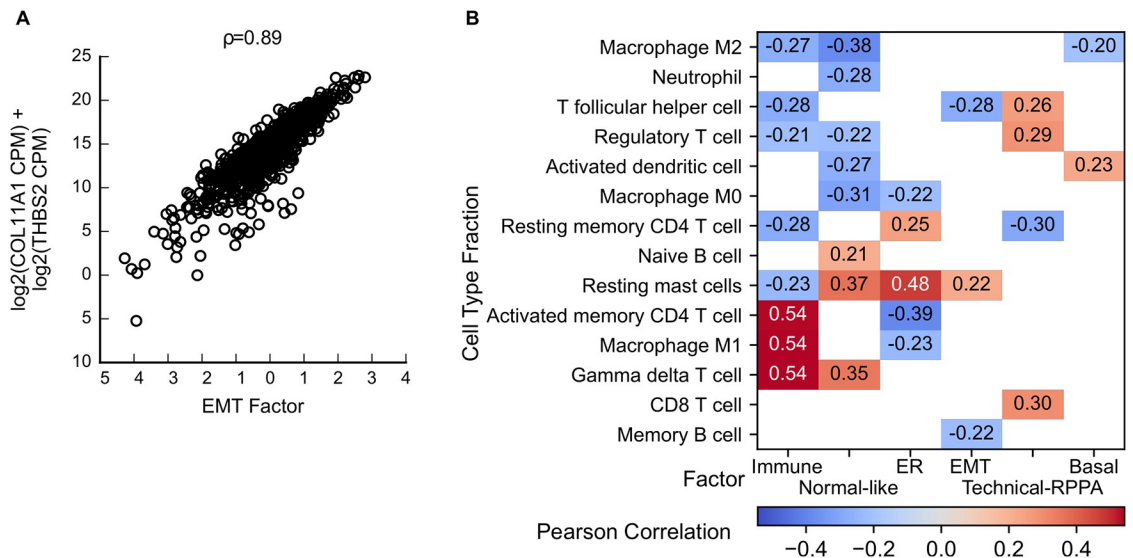 A
ρ=0.89
log2(COL11A1 CPM) +
log2(THBS2 CPM)
25
20
15
10
5
0
5
10
5 4 3 2 1 0 1 2 3 4
EMT Factor
B
Cell Type Fraction
Macrophage M2 -0.27 -0.38 -0.20
Neutrophil -0.28
T follicular helper cell -0.28 -0.28 0.26
Regulatory T cell -0.21 -0.22 0.29
Activated dendritic cell -0.27 0.23
Macrophage M0 -0.31 -0.22
Resting memory CD4 T cell -0.28 0.25 -0.30
Naive B cell 0.21
Resting mast cells -0.23 0.37 0.48 0.22
Activated memory CD4 T cell 0.54 -0.39
Macrophage M1 0.54 -0.23
Gamma delta T cell 0.54 0.35
CD8 T cell 0.30
Memory B cell -0.22
Immune ER EMT Basal
Factor Normal-like Technical-RPPA
Pearson Correlation
−0.4 −0.2 0.0 0.2 0.4